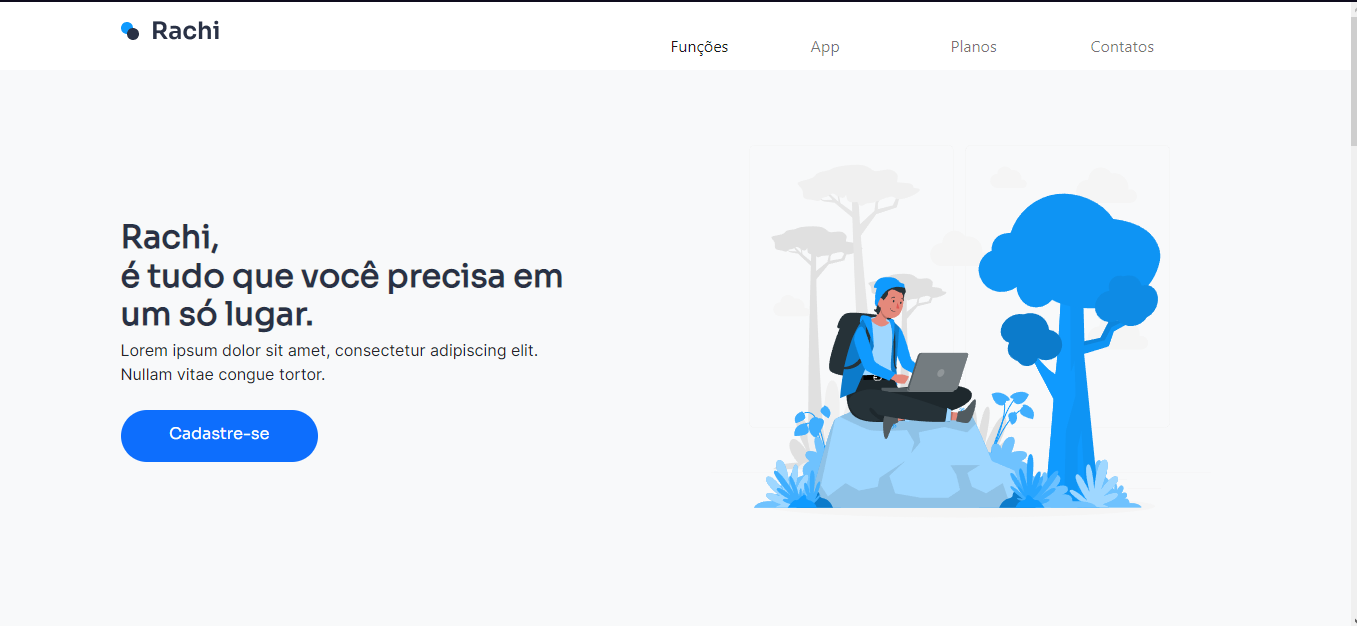 Rachi
Funções App Planos Contatos
Rachi,
é tudo que você precisa em
um só lugar.
Lorem ipsum dolor sit amet, consectetur adipiscing elit.
Nullam vitae congue tortor.
Cadastre-se